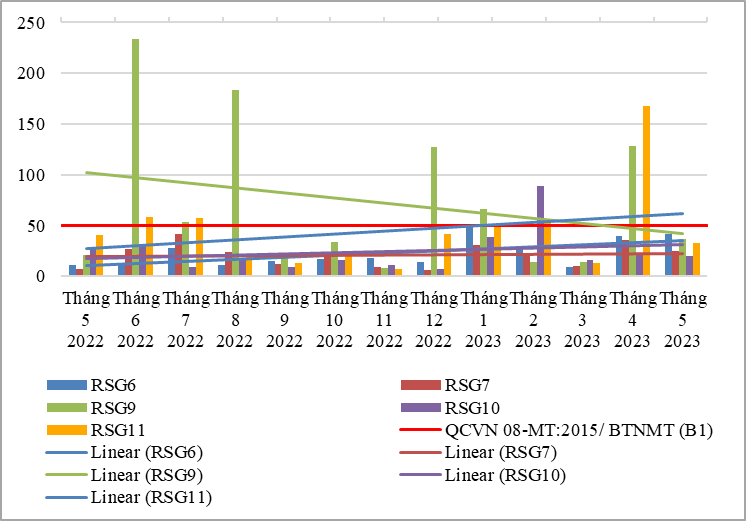 250
200
150
100
50
0
Tháng Tháng Tháng Tháng Tháng Tháng Tháng Tháng Tháng Tháng Tháng Tháng Tháng
5 6 7 8 9 10 11 12 1 2 3 4 5
2022 2022 2022 2022 2022 2022 2022 2022 2023 2023 2023 2023 2023
RSG6 RSG7
RSG9 RSG10
RSG11 QCVN 08-MT:2015/ BTNMT (B1)
Linear (RSG6) Linear (RSG7)
Linear (RSG9) Linear (RSG10)
Linear (RSG11)